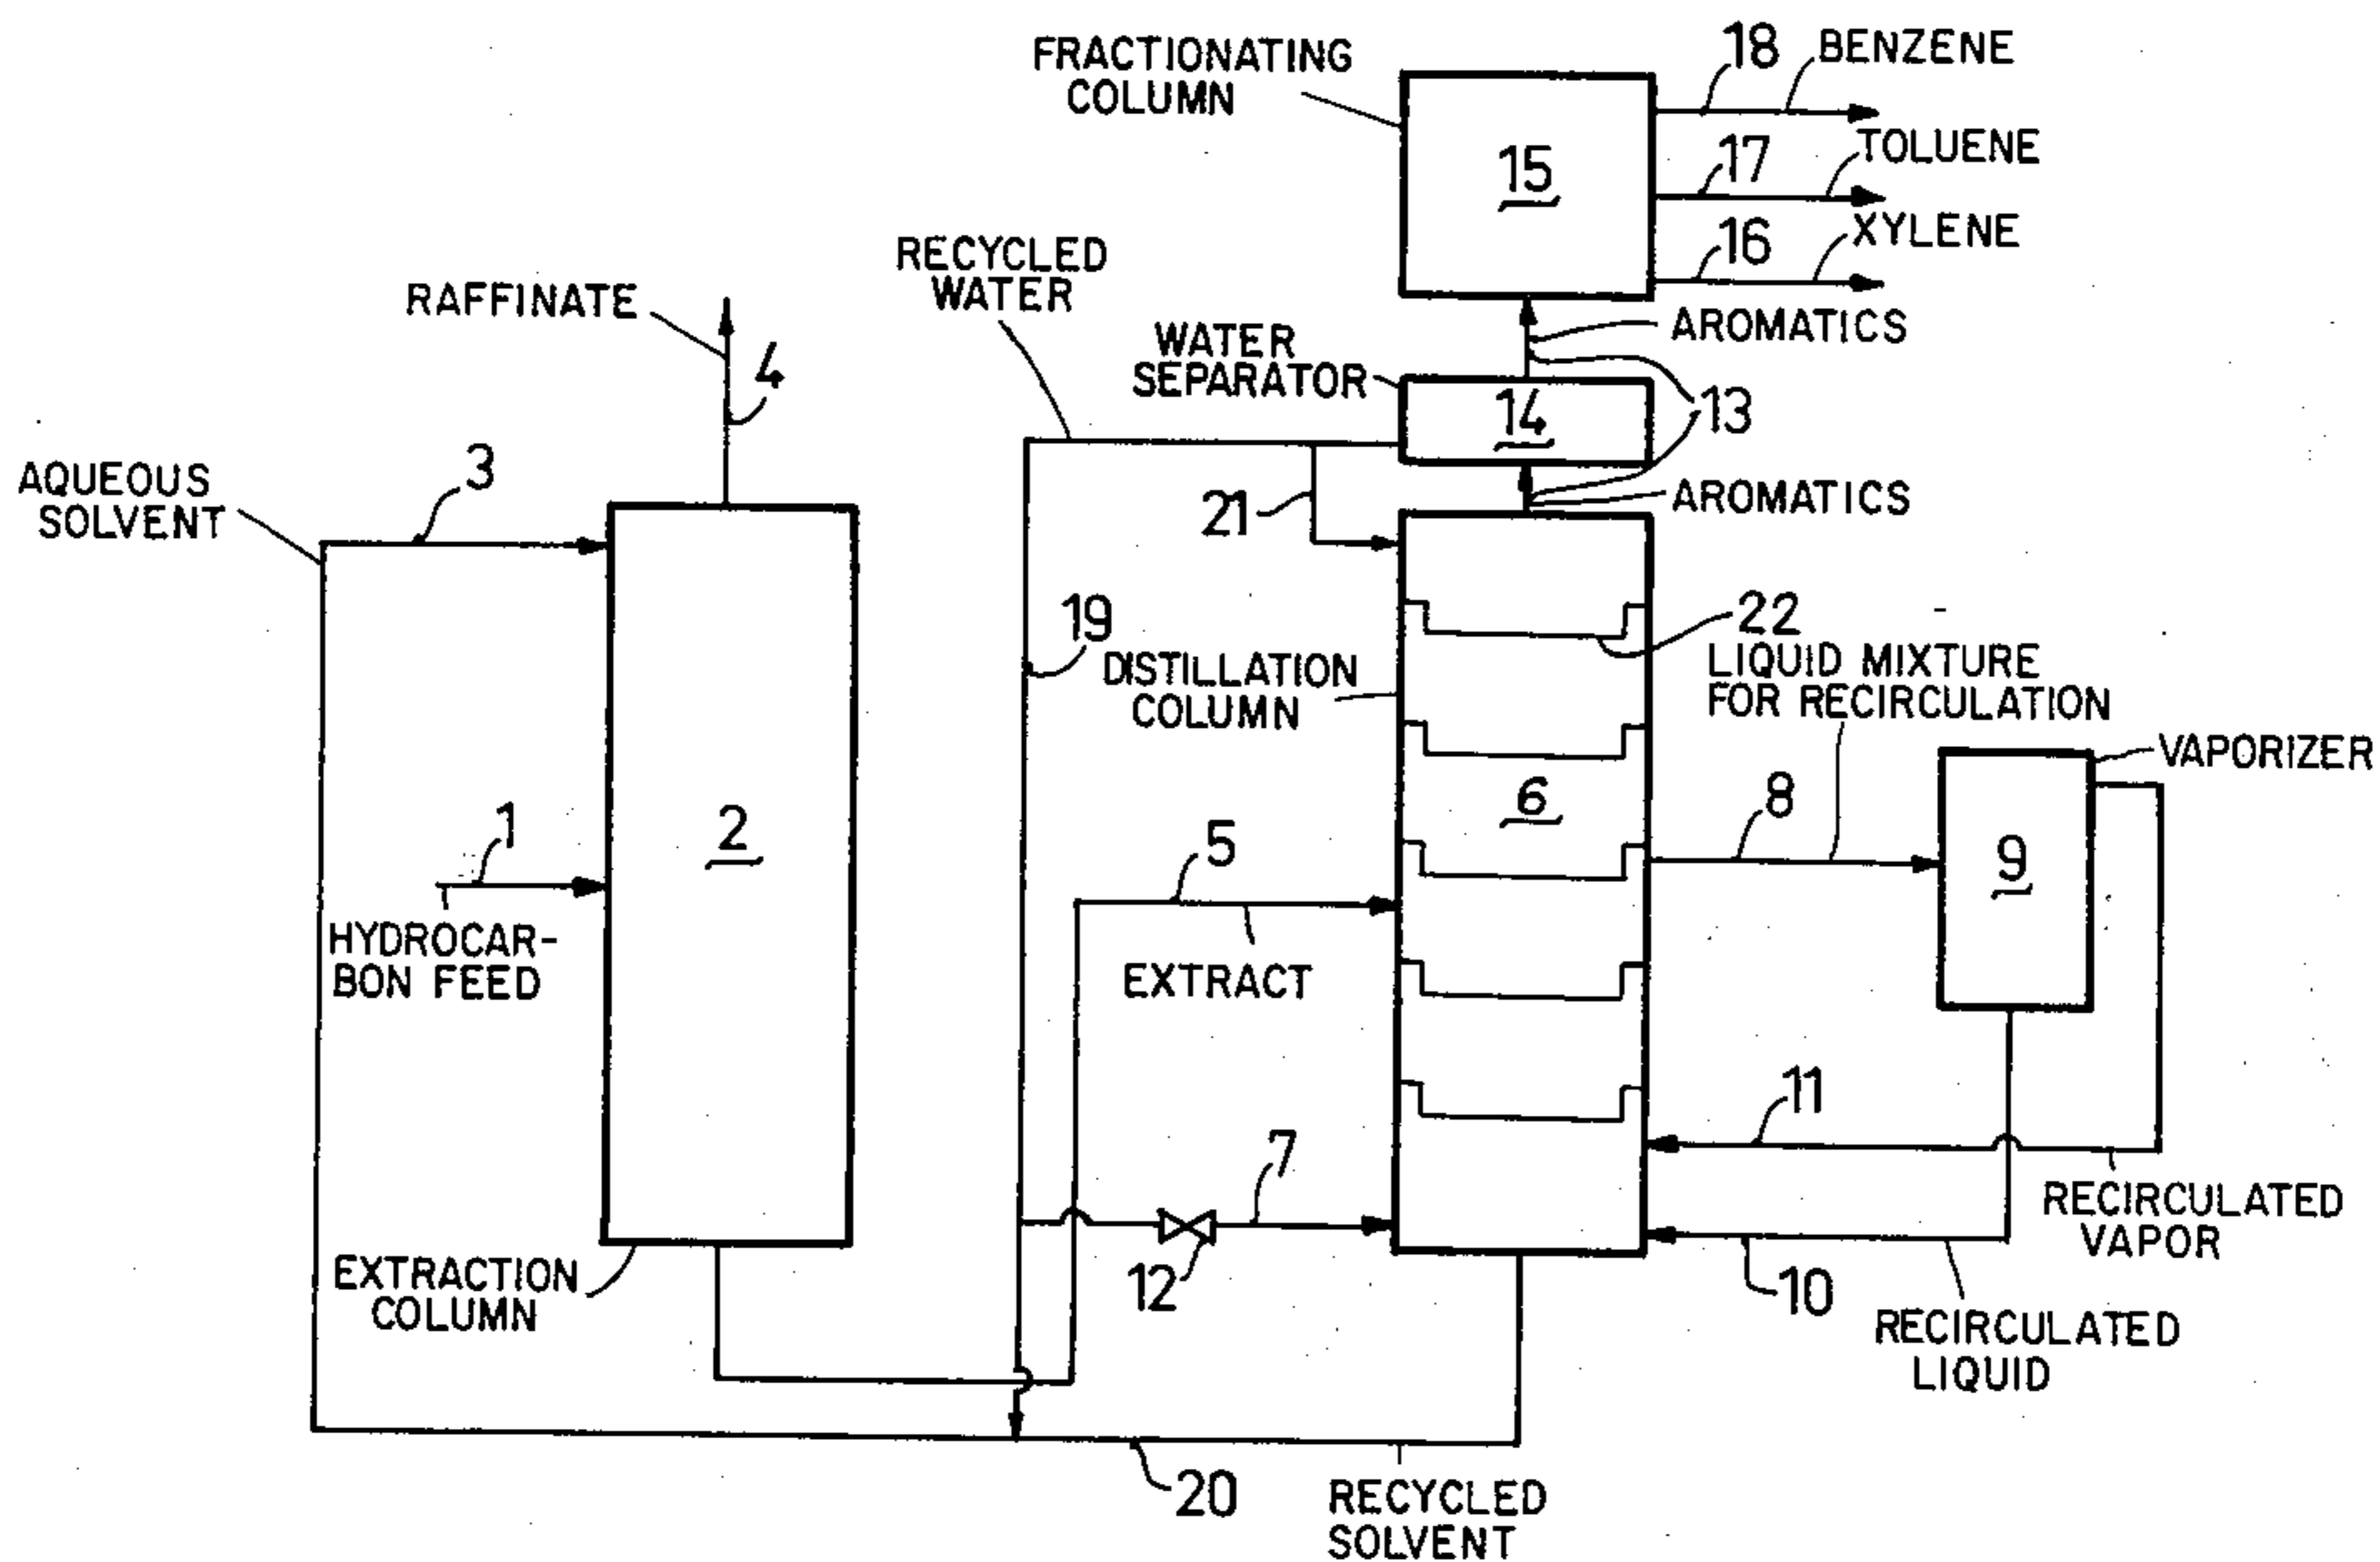 FRACTIONATING
COLUMN
15
18
BENZENE
17
TOLUENE
16
XYLENE
RAFFINATE
4
RECYCLED
WATER
WATER
SEPARATOR
14
AROMATICS
13
AROMATICS
AQUEOUS
SOLVENT
3
21
22
19
DISTILLATION
COLUMN
LIQUID MIXTURE
FOR RECIRCULATION
VAPORIZER
2
6
8
9
1
HYDROCAR-
BON FEED
5
EXTRACT
11
7
12
RECIRCULATED
VAPOR
10
RECIRCULATED
LIQUID
EXTRACTION
COLUMN
20
RECYCLED
SOLVENT